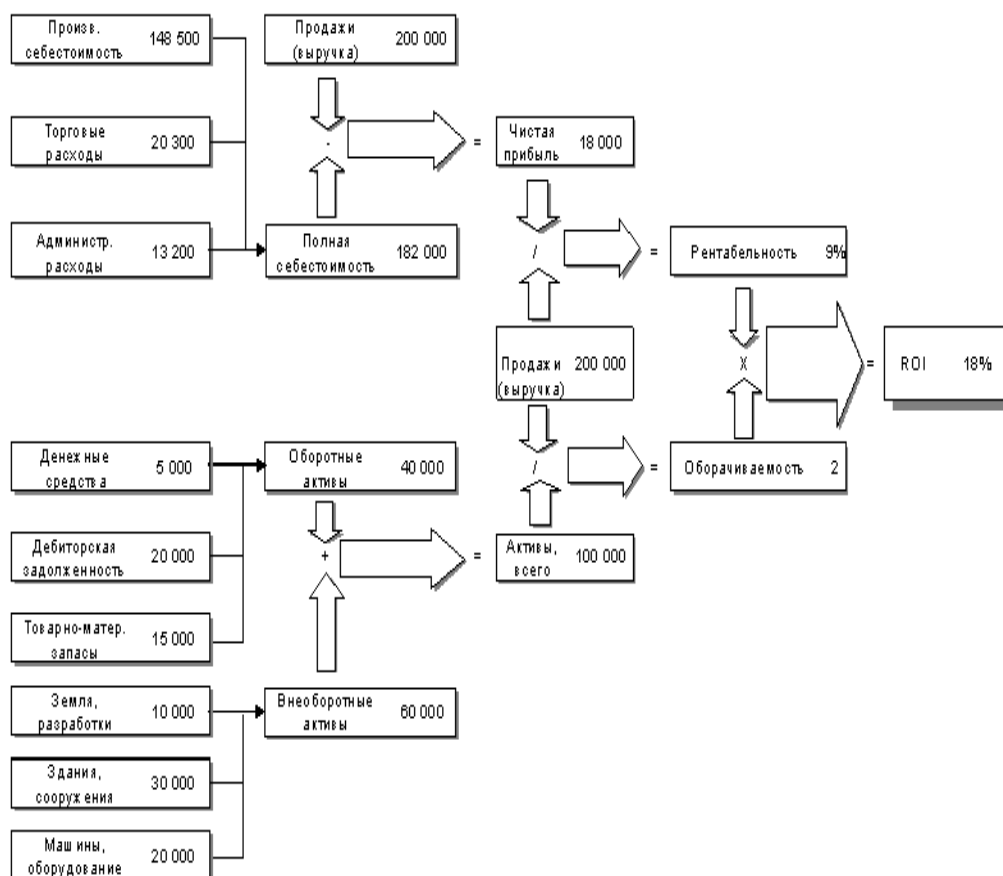 Произв.
себестоимость 148 500
Продажи
(выручка) 200 000
Торговые
расходы 20 300
-
=
Чистая
прибыль 18 000
Администр.
расходы 13 200
Полная
себестоимость 182 000
/
=
Рентабельность 9%
Продажи
(выручка) 200 000
X
=
ROI 18%
Денежные
средства 5 000
Оборотные
активы 40 000
/
=
Оборачиваемость 2
Дебиторская
задолженность 20 000
+
=
Активы,
всего 100 000
Товарно-матер.
запасы 15 000
Земля,
разработки 10 000
Внеоборотные
активы 60 000
Здания,
сооружения 30 000
Машины,
оборудование 20 000